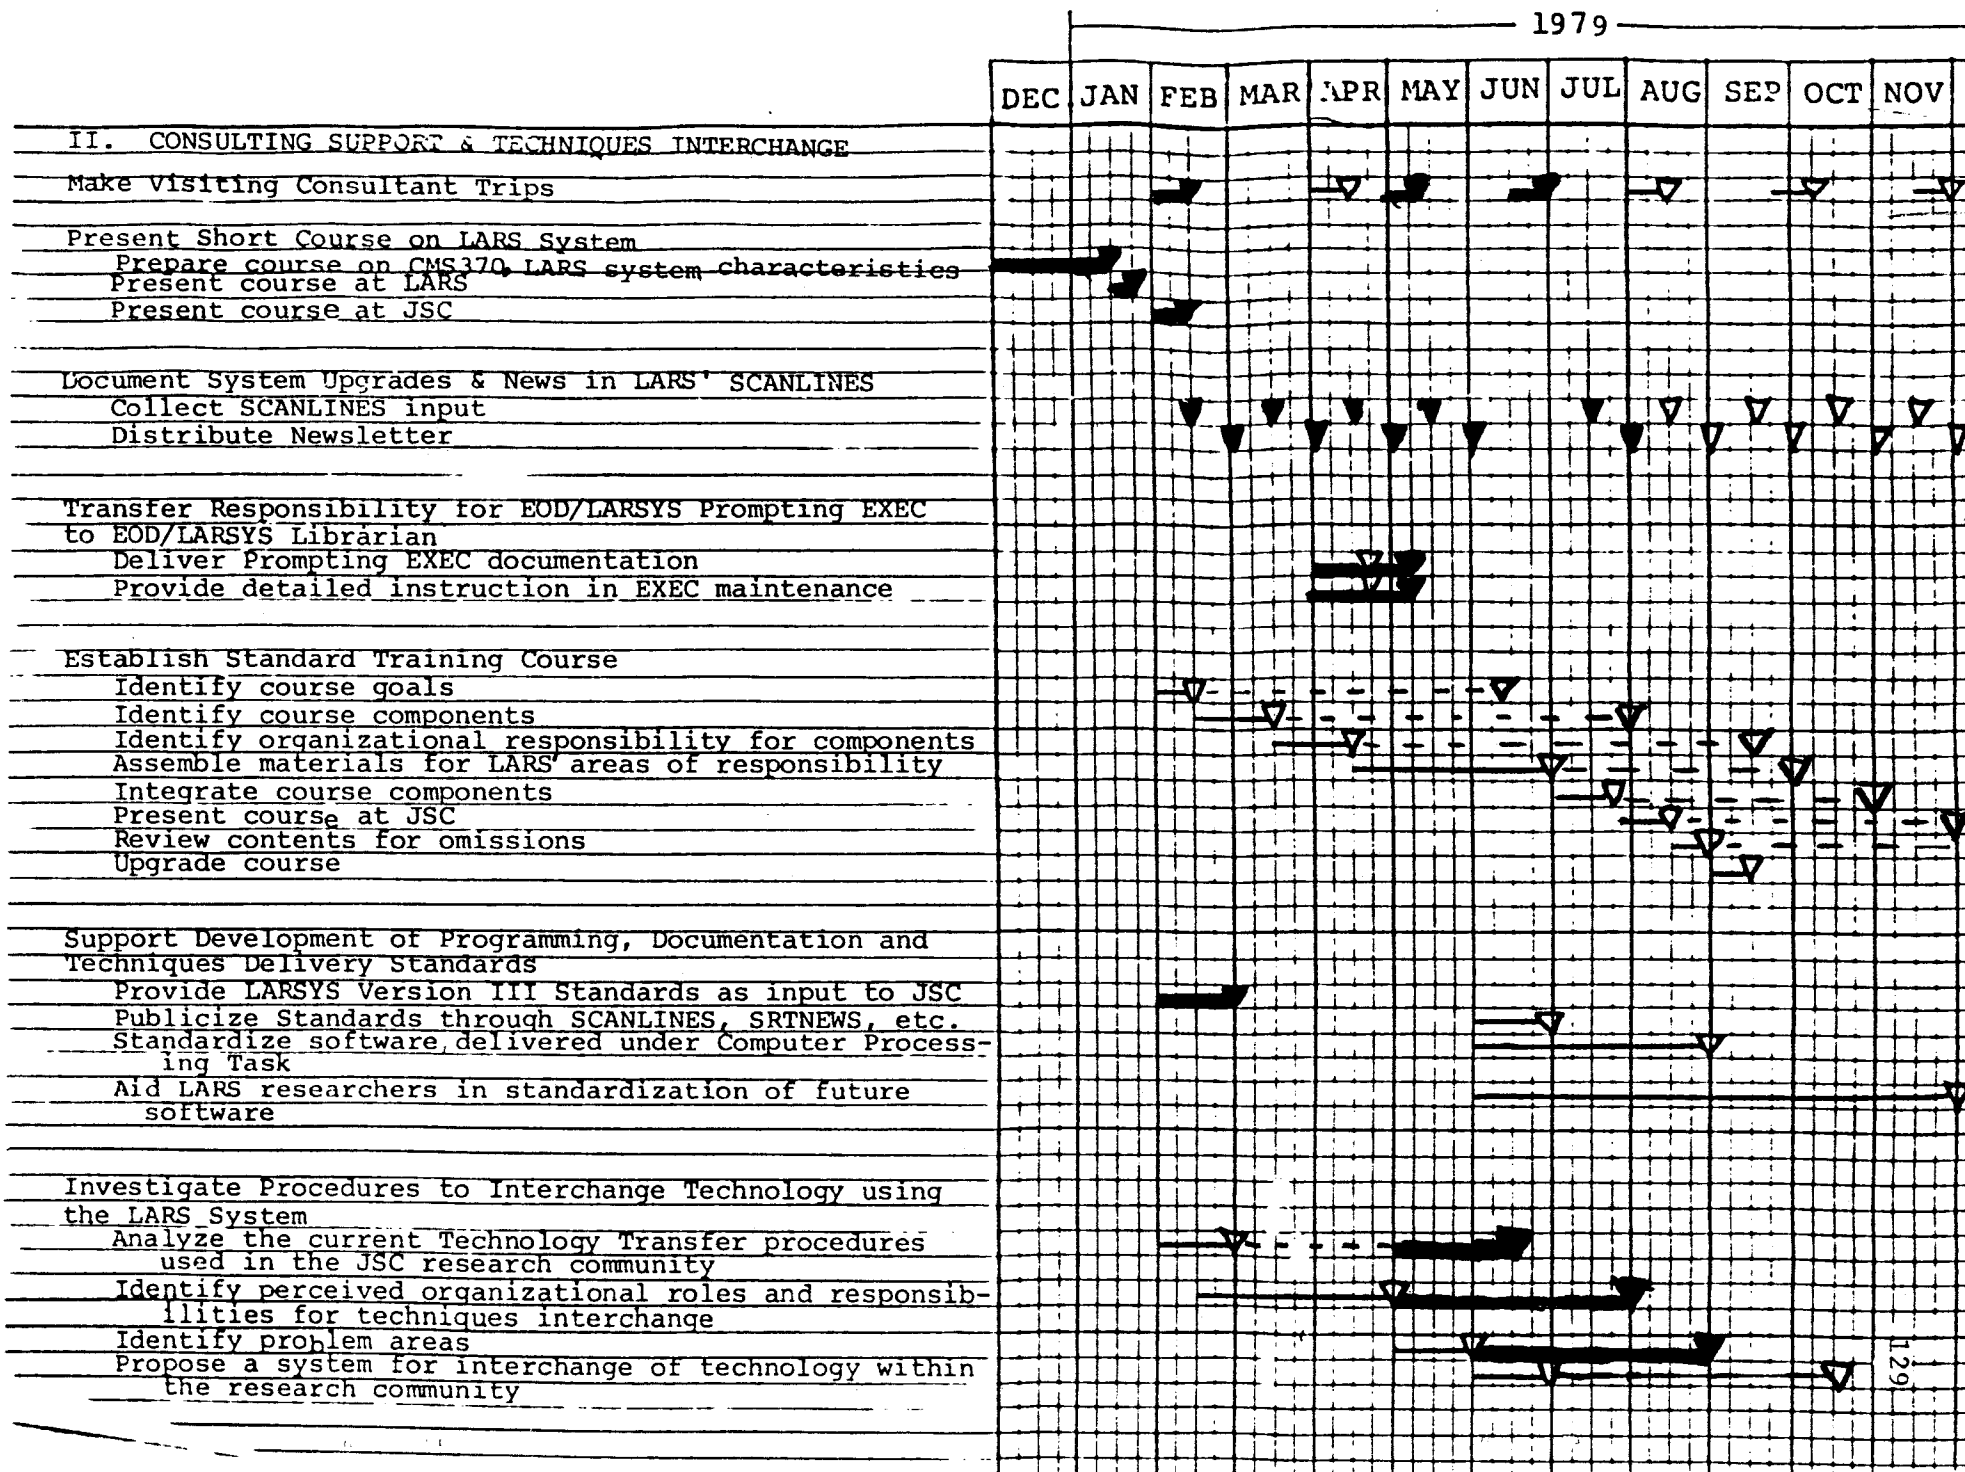 1979
DEC JAN FEB MAR APR MAY JUN JUL AUG SEP OCT NOV
II. CONSULTING SUPPORT & TECHNIQUES INTERCHANGE
Make Visiting Consultant Trips
Present Short Course on LARS System
Prepare course on CMS370, LARS system characteristics
Present course at LARS
Present course at JSC
Document System Upgrades & News in LARS' SCANLINES
Collect SCANLINES input
Distribute Newsletter
Transfer Responsibility for EOD/LARSYS Prompting EXEC
to EOD/LARSYS Librarian
Deliver Prompting EXEC documentation
Provide detailed instruction in EXEC maintenance
Establish Standard Training Course
Identify course goals
Identify course components
Identify organizational responsibility for components
Assemble materials for LARS' areas of responsibility
Integrate course components
Present course at JSC
Review contents for omissions
Upgrade course
Support Development of Programming, Documentation and
Techniques Delivery Standards
Provide LARSYS Version III Standards as input to JSC
Publicize Standards through SCANLINES, SRTNEWS, etc.
Standardize software delivered under Computer Process-
ing Task
Aid LARS researchers in standardization of future
software
Investigate Procedures to Interchange Technology using
the LARS System
Analyze the current Technology Transfer procedures
used in the JSC research community
Identify perceived organizational roles and responsib-
ilities for techniques interchange
Identify problem areas
Propose a system for interchange of technology within
the research community
129